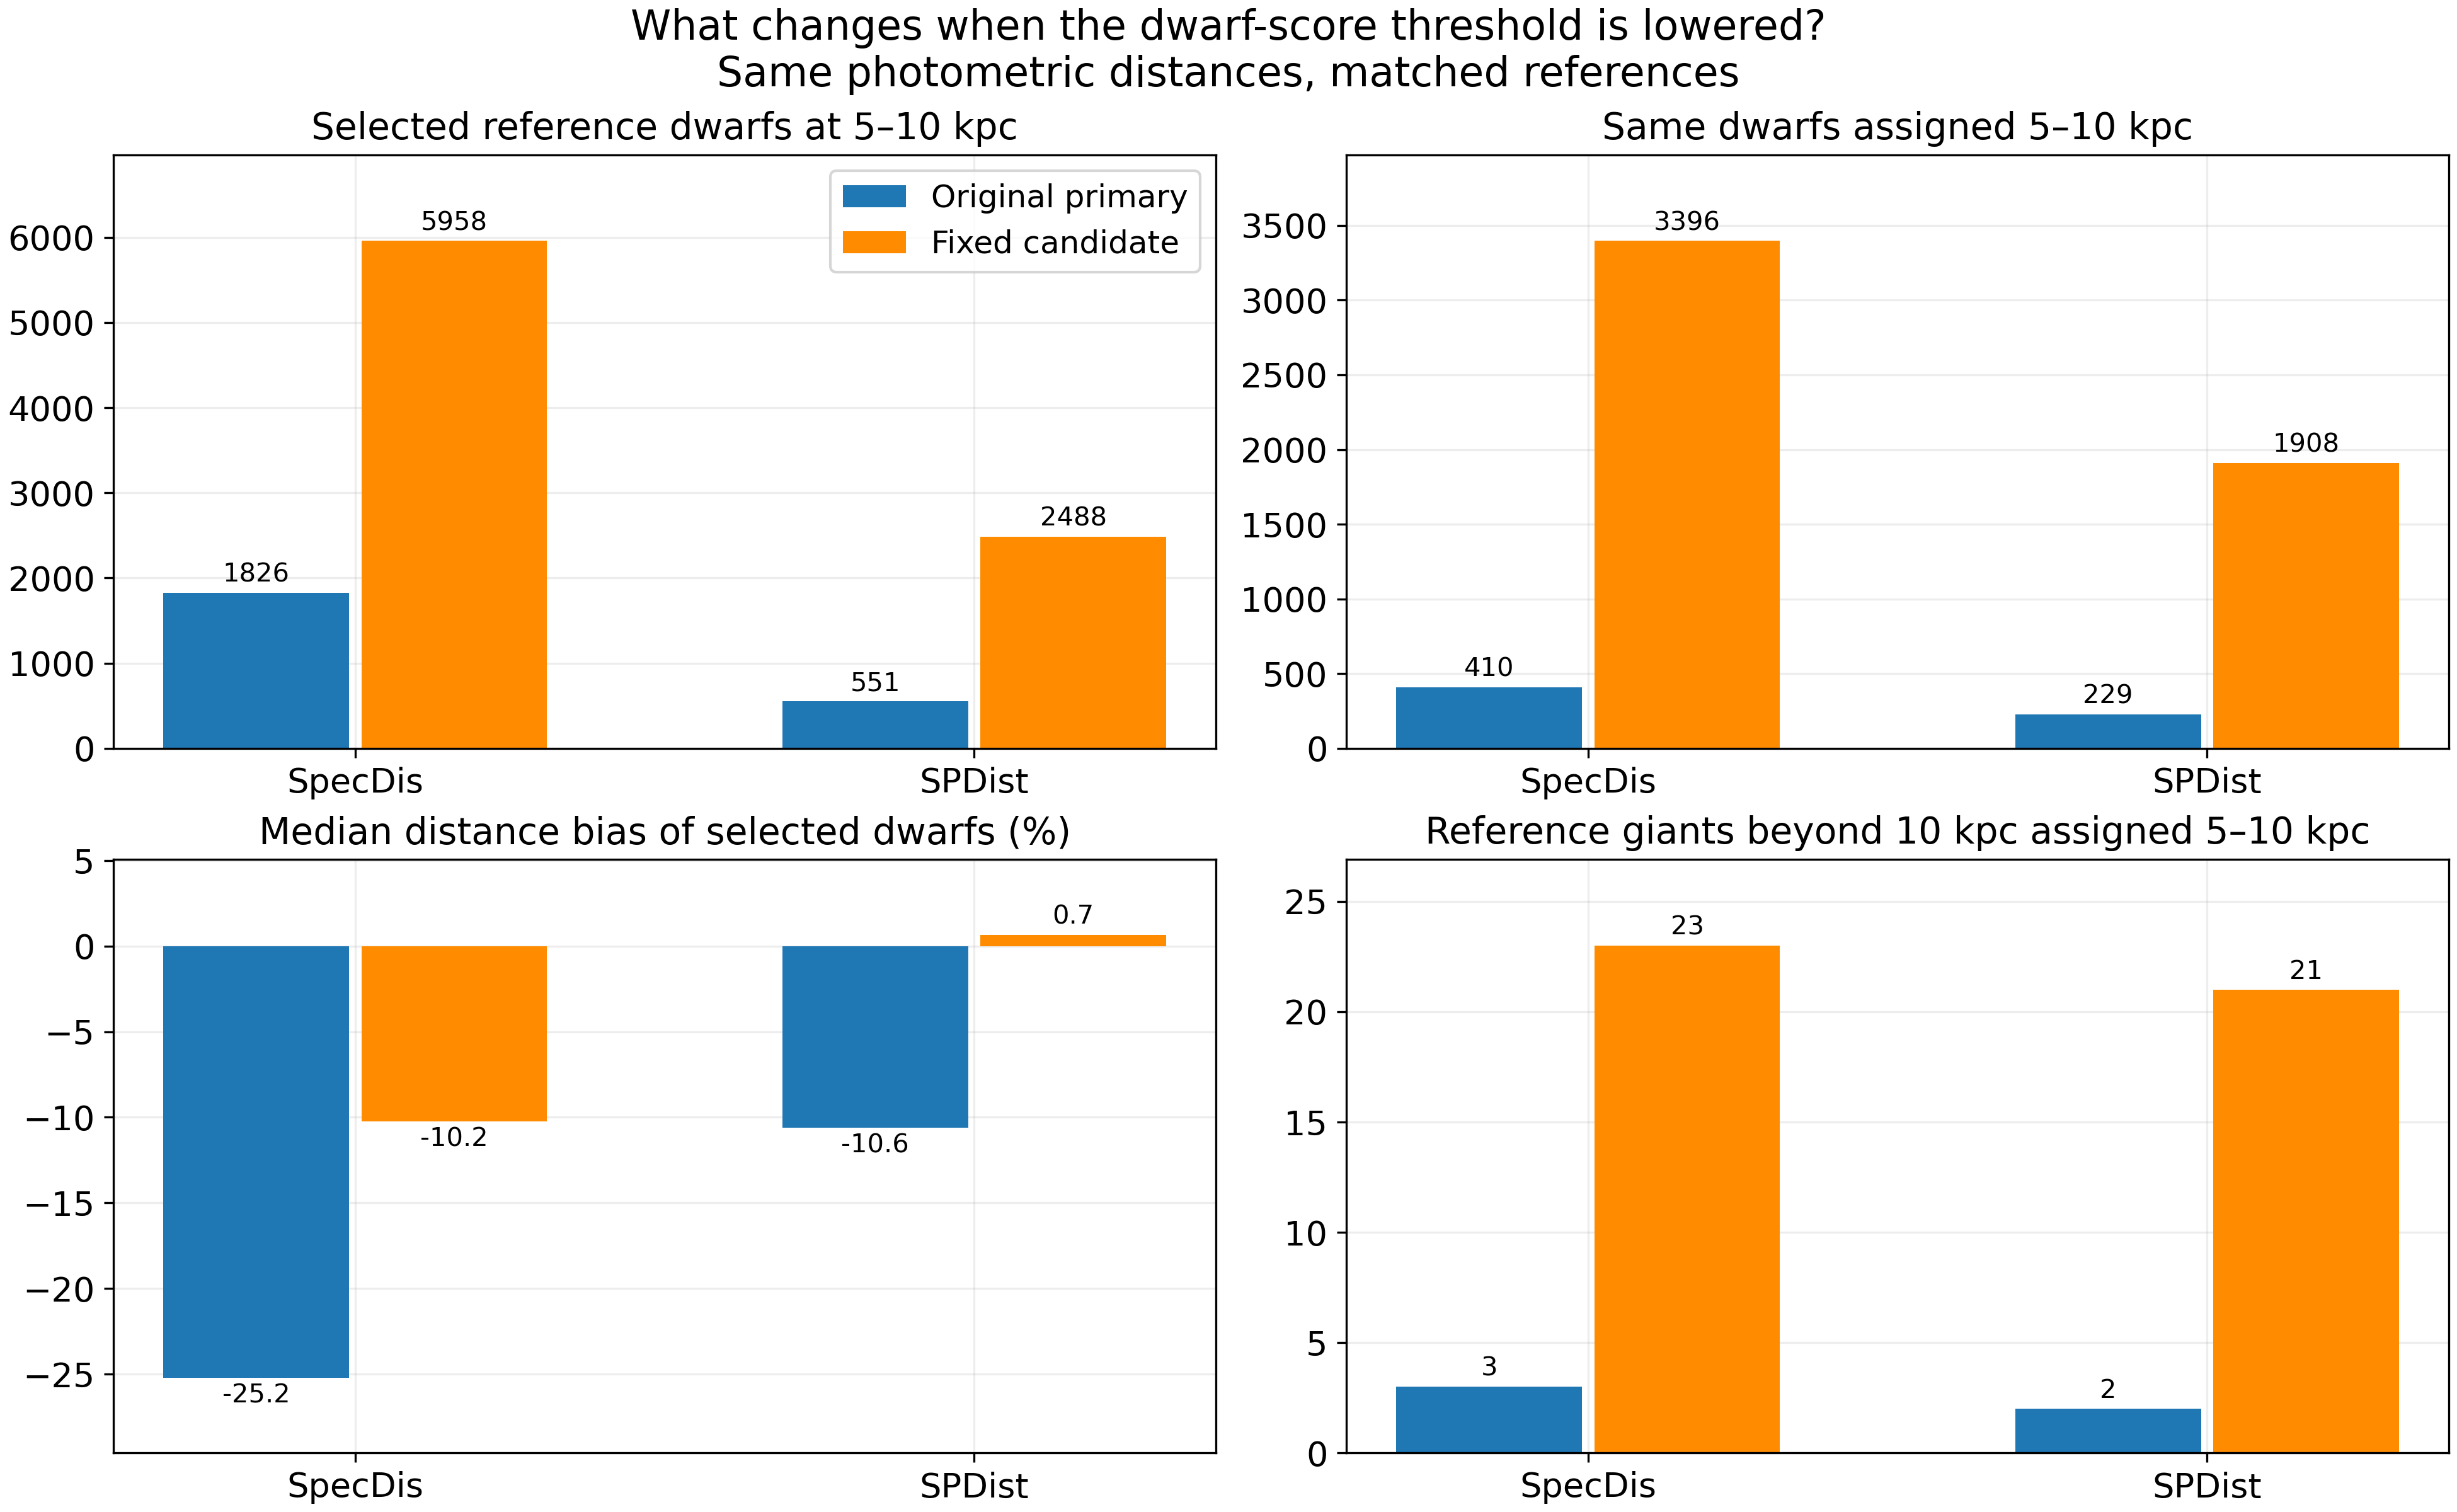 What changes when the dwarf-score threshold is lowered?
Same photometric distances, matched references
Selected reference dwarfs at 5–10 kpc
6000
5000
4000
3000
2000
1000
0
1826
5958
551
2488
Original primary
Fixed candidate
SpecDis
SPDist
Same dwarfs assigned 5–10 kpc
3500
3000
2500
2000
1500
1000
500
0
410
3396
229
1908
SpecDis
SPDist
Median distance bias of selected dwarfs (%)
5
0
−5
−10
−15
−20
−25
-25.2
-10.2
-10.6
0.7
SpecDis
SPDist
Reference giants beyond 10 kpc assigned 5–10 kpc
25
20
15
10
5
0
3
23
2
21
SpecDis
SPDist